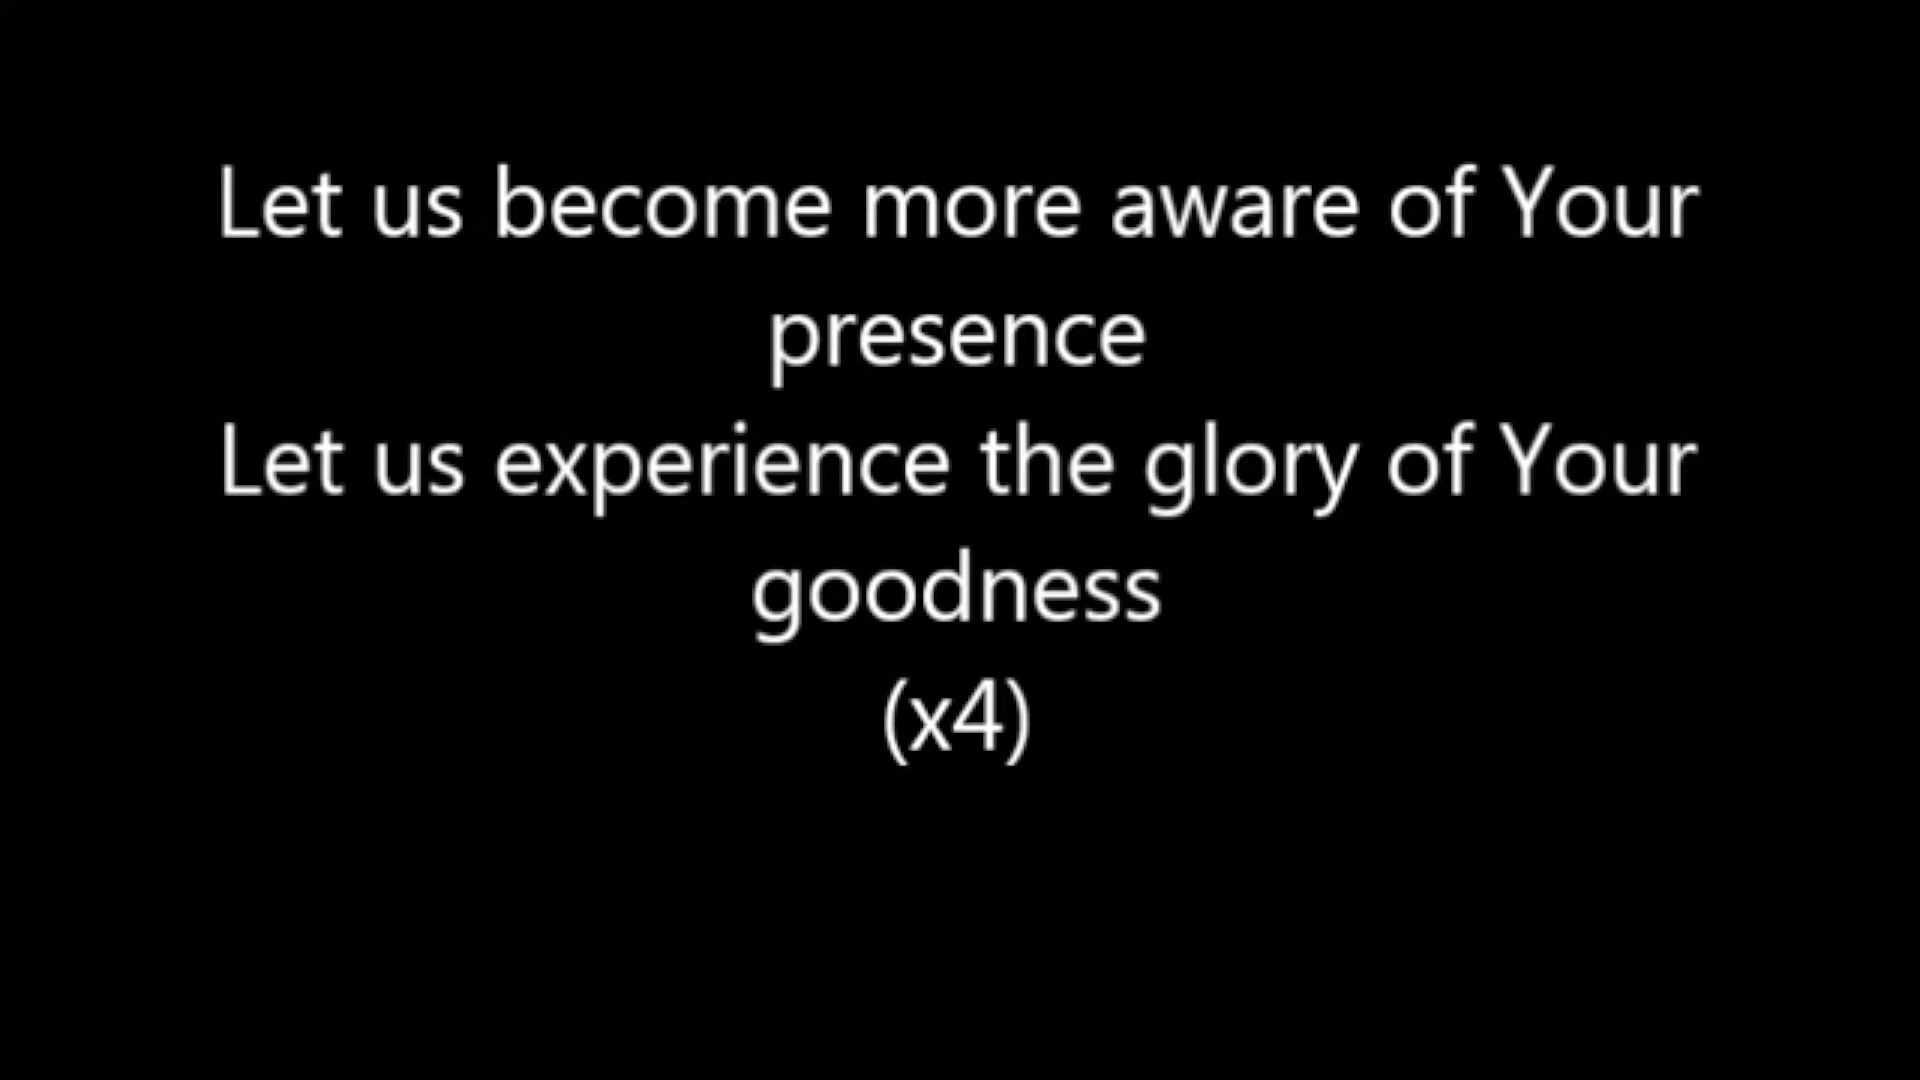 Let us become more aware of Your
presence
Let us experience the glory of Your
goodness
(x4)